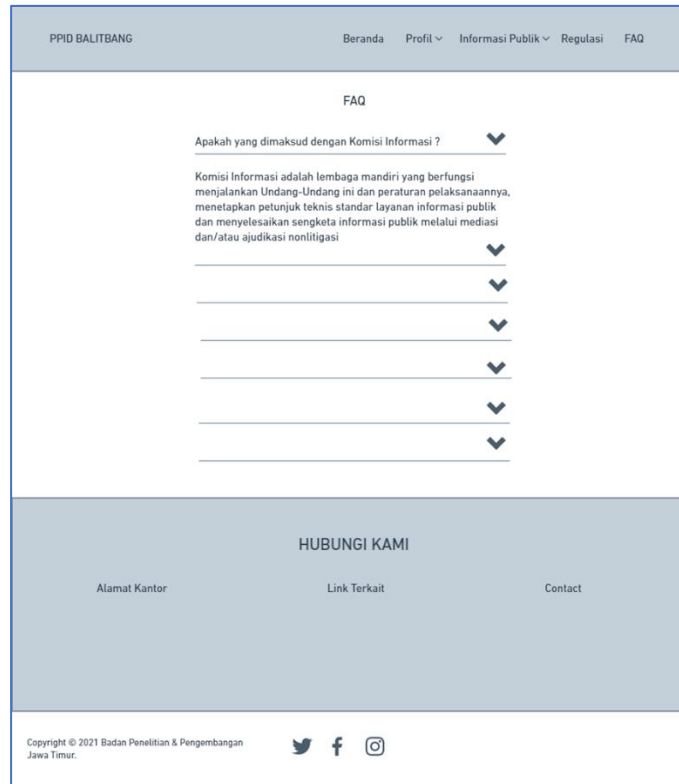 PPID BALITBANG
Beranda Profil Informasi Publik Regulasi FAQ
FAQ
Apakah yang dimaksud dengan Komisi Informasi ?
Komisi Informasi adalah lembaga mandiri yang berfungsi
menjalankan Undang-Undang ini dan peraturan pelaksanaannya,
menetapkan petunjuk teknis standar layanan informasi publik
dan menyelesaikan sengketa informasi publik melalui mediasi
dan/atau ajudikasi nonlitigasi
HUBUNGI KAMI
Alamat Kantor Link Terkait Contact
Copyright © 2021 Badan Penelitian & Pengembangan
Jawa Timur.